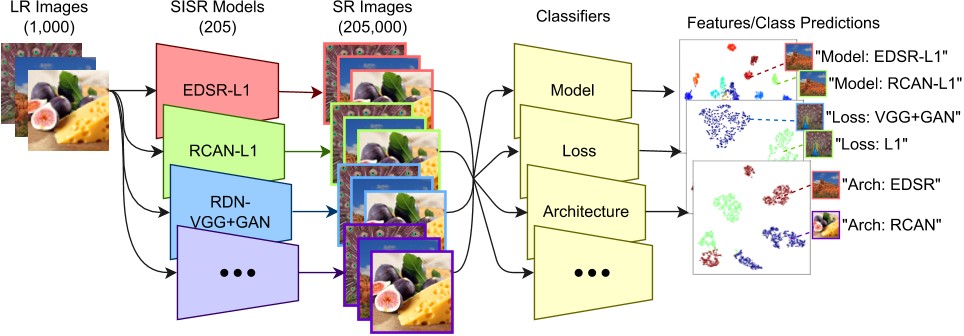 LR Images
(1,000)
SISR Models
(205)
SR Images
(205,000)
Classifiers
Features/Class Predictions
EDSR-L1
RCAN-L1
RDN-
VGG+GAN
...
Model
Loss
Architecture
...
"Model: EDSR-L1"
"Model: RCAN-L1"
"Loss: VGG+GAN"
"Loss: L1"
"Arch: EDSR"
"Arch: RCAN"